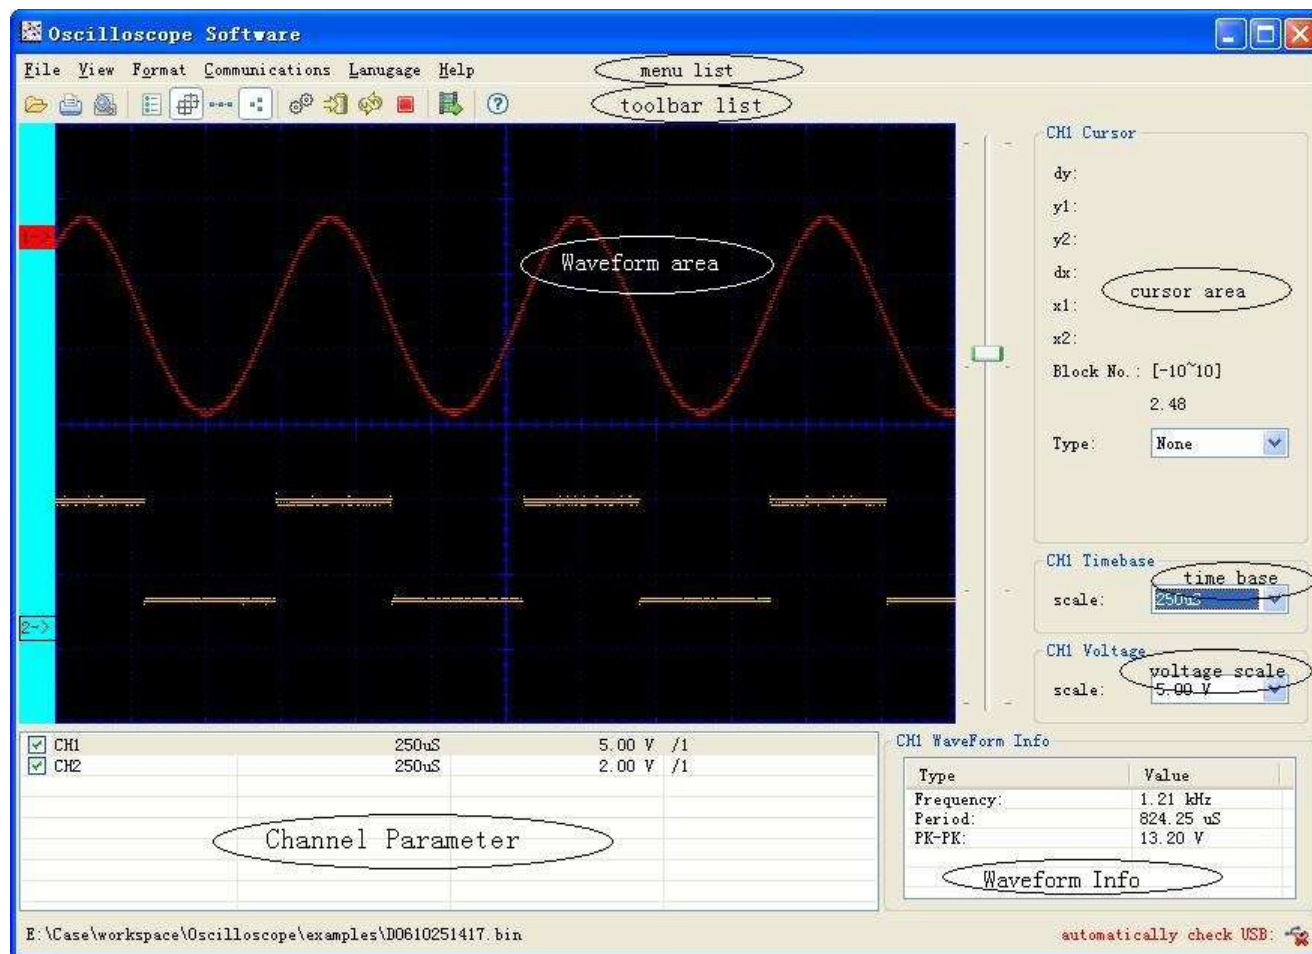 Oscilloscope Software
File View Format Communications Lanugage Help
menu list
toolbar list
1->
Waveform area
2->
CH1 Cursor
dy:
y1:
y2:
dx:
cursor area
x1:
x2:
Block No.: [-10~10]
2.48
Type: None
CH1 Timebase
time base
scale: 250uS
CH1 Voltage
voltage scale
scale: 5.00 V
CH1 250uS 5.00 V /1
CH2 250uS 2.00 V /1
Channel Parameter
CH1 WaveForm Info
Type Value
Frequency: 1.21 kHz
Period: 824.25 uS
PK-PK: 13.20 V
Waveform Info
E:\Case\workspace\Oscilloscope\examples\D0610251417.bin
automatically check USB: